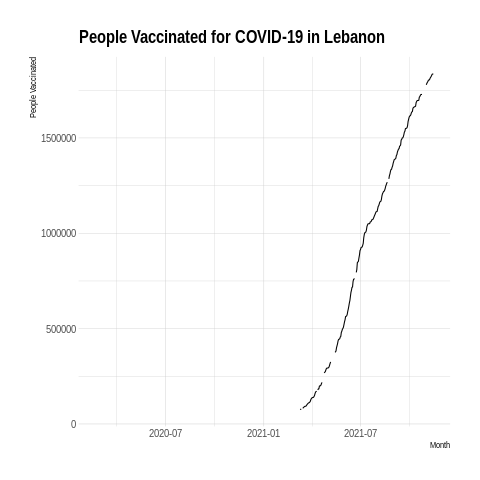 People Vaccinated for COVID-19 in Lebanon
People Vaccinated
1500000
1000000
500000
0
2020-07 2021-01 2021-07
Month